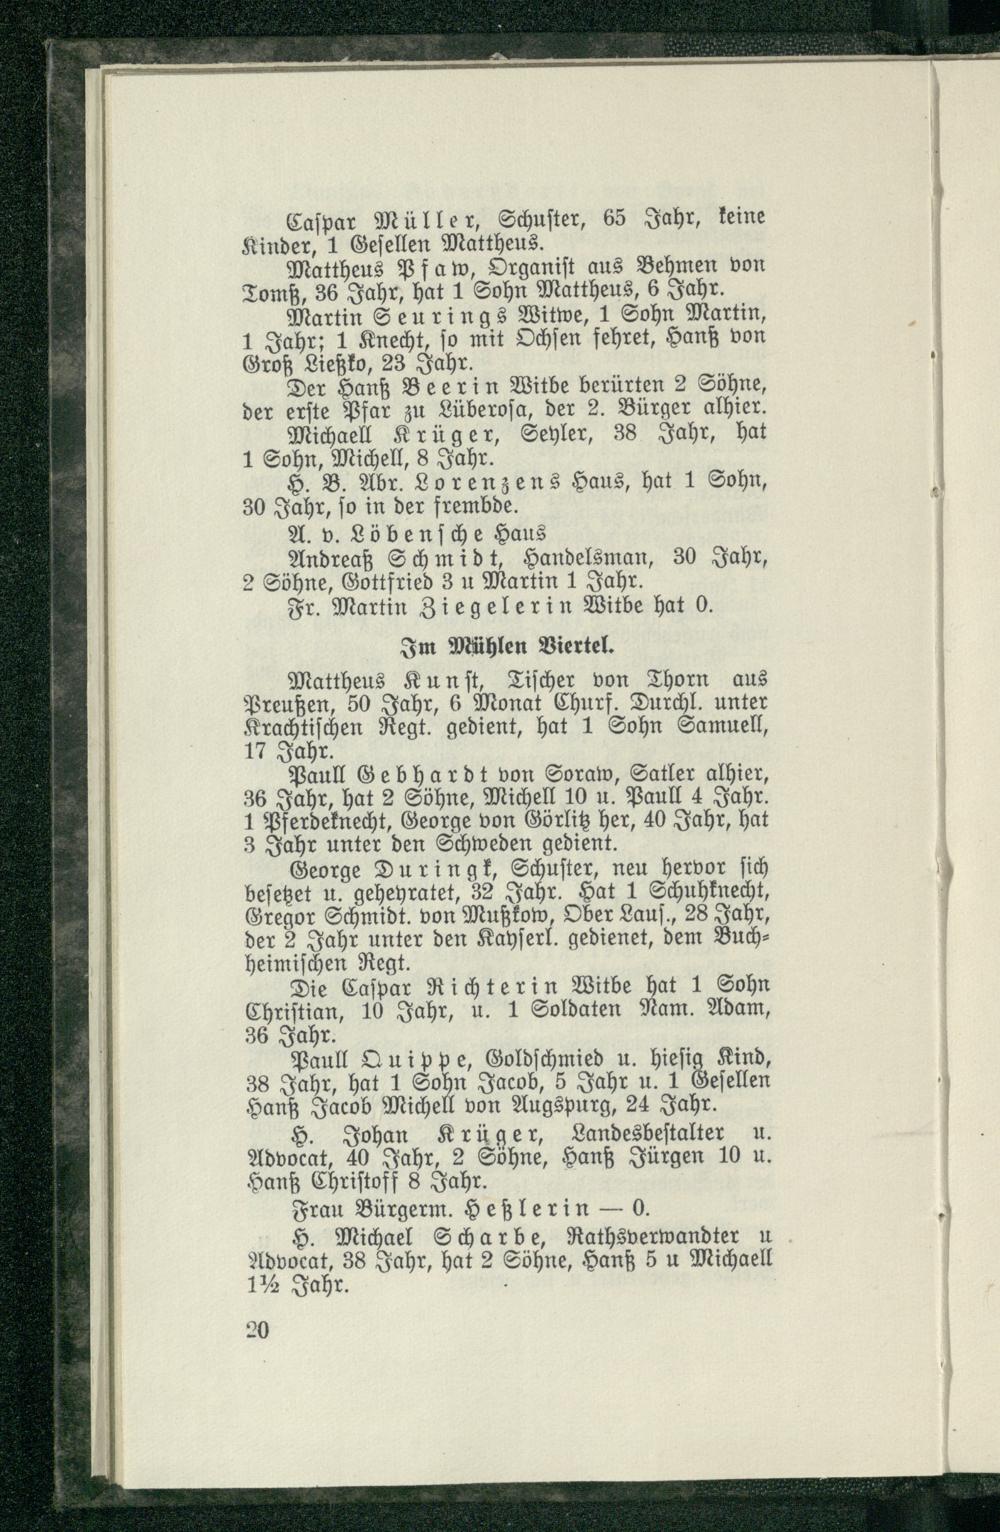 Caspar Müller, Schuster, 65 Jahr, keine
Kinder, 1 Gesellen Mattheus.
Mattheus Pfaw, Organist aus Behmen von
Tomß, 36 Jahr, hat 1 Sohn Mattheus, 6 Jahr.
Martin Seurings Witwe, 1 Sohn Martin,
1 Jahr; 1 Knecht, so mit Ochsen fehret, Hanß von
Groß Ließko, 23 Jahr.
Der Hanß Beerin Witbe berürten 2 Söhne,
der erste Pfar zu Lüberosa, der 2. Bürger alhier.
Michaell Krüger, Seyler, 38 Jahr, hat
1 Sohn, Michell, 8 Jahr.
H. B. Abr. Lorenzens Haus, hat 1 Sohn,
30 Jahr, so in der frembde.
A. v. Löbensche Haus
Andreaß Schmidt, Handelsman, 30 Jahr,
2 Söhne, Gottfried 3 u Martin 1 Jahr.
Fr. Martin Ziegelerin Witbe hat 0.
Im Mühlen Viertel.
Mattheus Kunst, Tischer von Thorn aus
Preußen, 50 Jahr, 6 Monat Churf. Durchl. unter
Krachtischen Regt. gedient, hat 1 Sohn Samuell,
17 Jahr.
Paull Gebhardt von Soraw, Satler alhier,
36 Jahr, hat 2 Söhne, Michell 10 u. Paull 4 Jahr.
1 Pferdeknecht, George von Görlitz her, 40 Jahr, hat
3 Jahr unter den Schweden gedient.
George Duringk, Schuster, neu hervor sich
besetzet u. geheyratet, 32 Jahr. Hat 1 Schuhknecht,
Gregor Schmidt. von Mußkow, Ober Laus., 28 Jahr,
der 2 Jahr unter den Kayserl. gedienet, dem Buch-
heimischen Regt.
Die Caspar Richterin Witbe hat 1 Sohn
Christian, 10 Jahr, u. 1 Soldaten Nam. Adam,
36 Jahr.
Paull Quippe, Goldschmied u. hiesig Kind,
38 Jahr, hat 1 Sohn Jacob, 5 Jahr u. 1 Gesellen
Hanß Jacob Michell von Augspurg, 24 Jahr.
H. Johan Krüger, Landesbestalter u.
Advocat, 40 Jahr, 2 Söhne, Hanß Jürgen 10 u.
Hanß Christoff 8 Jahr.
Frau Bürgerm. Heßlerin — 0.
H. Michael Scharbe, Rathsverwandter u
Advocat, 38 Jahr, hat 2 Söhne, Hanß 5 u Michaell
1½ Jahr.
20